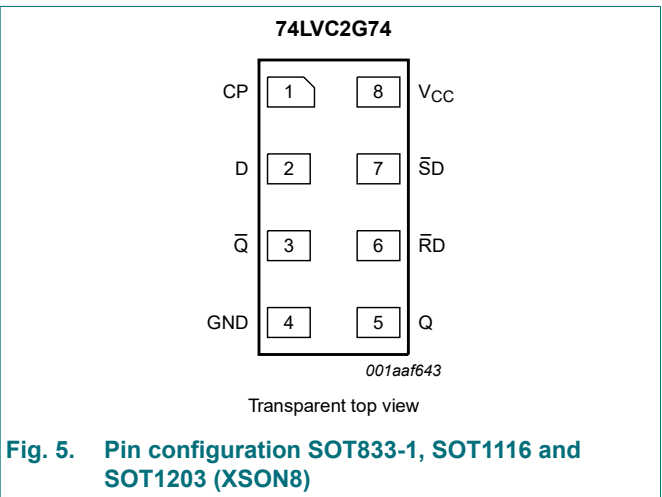 74LVC2G74
CP 1 8 VCC
D 2 7 S̅D
Q̅ 3 6 R̅D
GND 4 5 Q
001aaf643
Transparent top view
Fig. 5. Pin configuration SOT833-1, SOT1116 and
SOT1203 (XSON8)